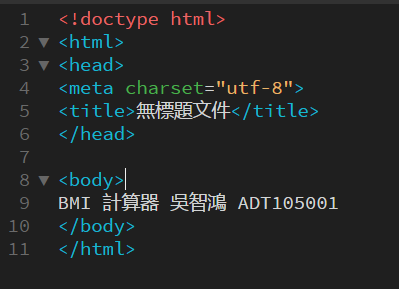 1 <!doctype html>
2 ▼ <html>
3 ▼ <head>
4 <meta charset="utf-8">
5 <title>無標題文件</title>
6 </head>
7
8 ▼ <body>
9 BMI 計算器 吳智鴻 ADT105001
10 </body>
11 </html>